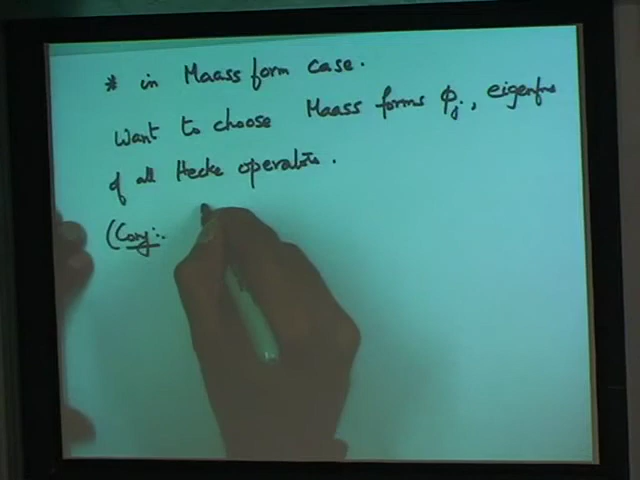 * in Maass form case.
Want to choose Maass forms ϕj, eigenfns
of all Hecke operators.
(Conj: